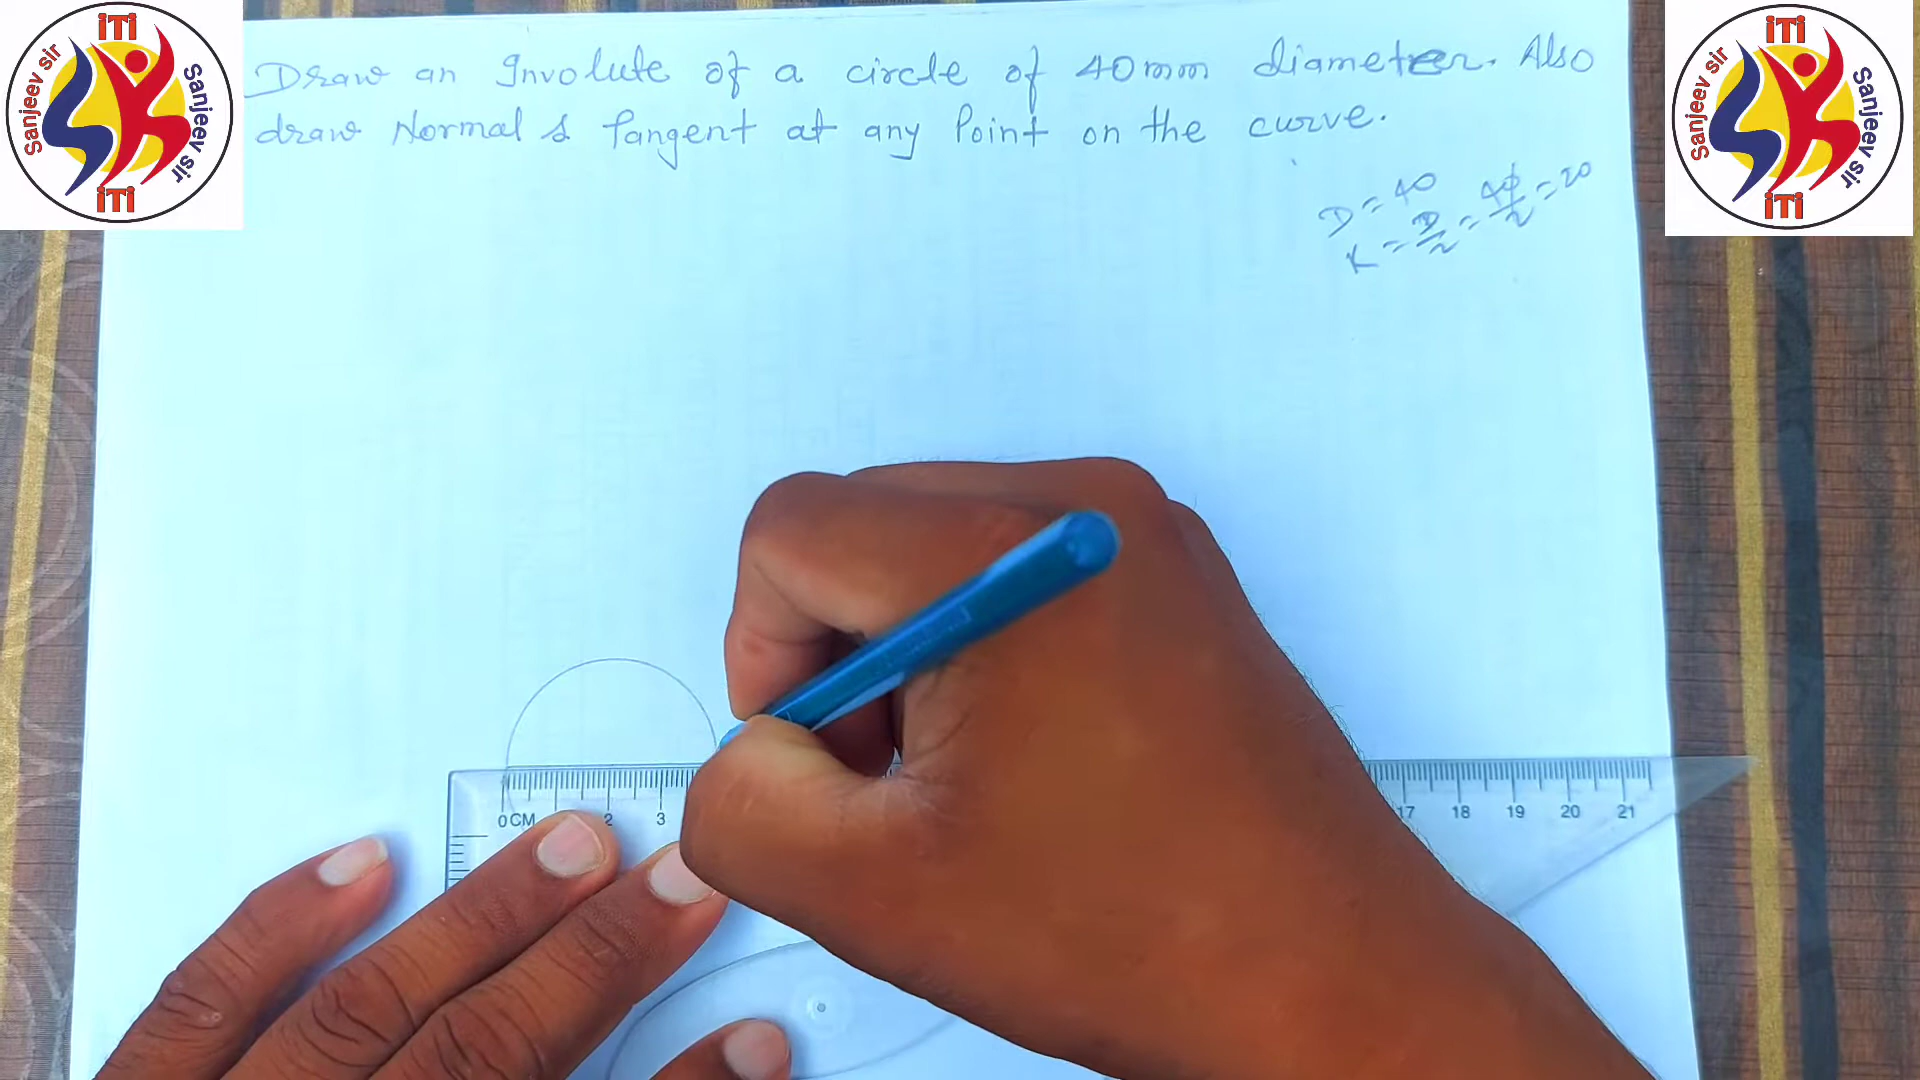 iTi
Sanjeev sir
Sanjeev sir
iTi
Draw an Involute of a circle of 40mm diameter. Also
draw Normal & Tangent at any Point on the curve.
iTi
Sanjeev sir
Sanjeev sir
iTi
D = 40
R = D/2 = 40/2 = 20
0CM 2 3 17 18 19 20 21